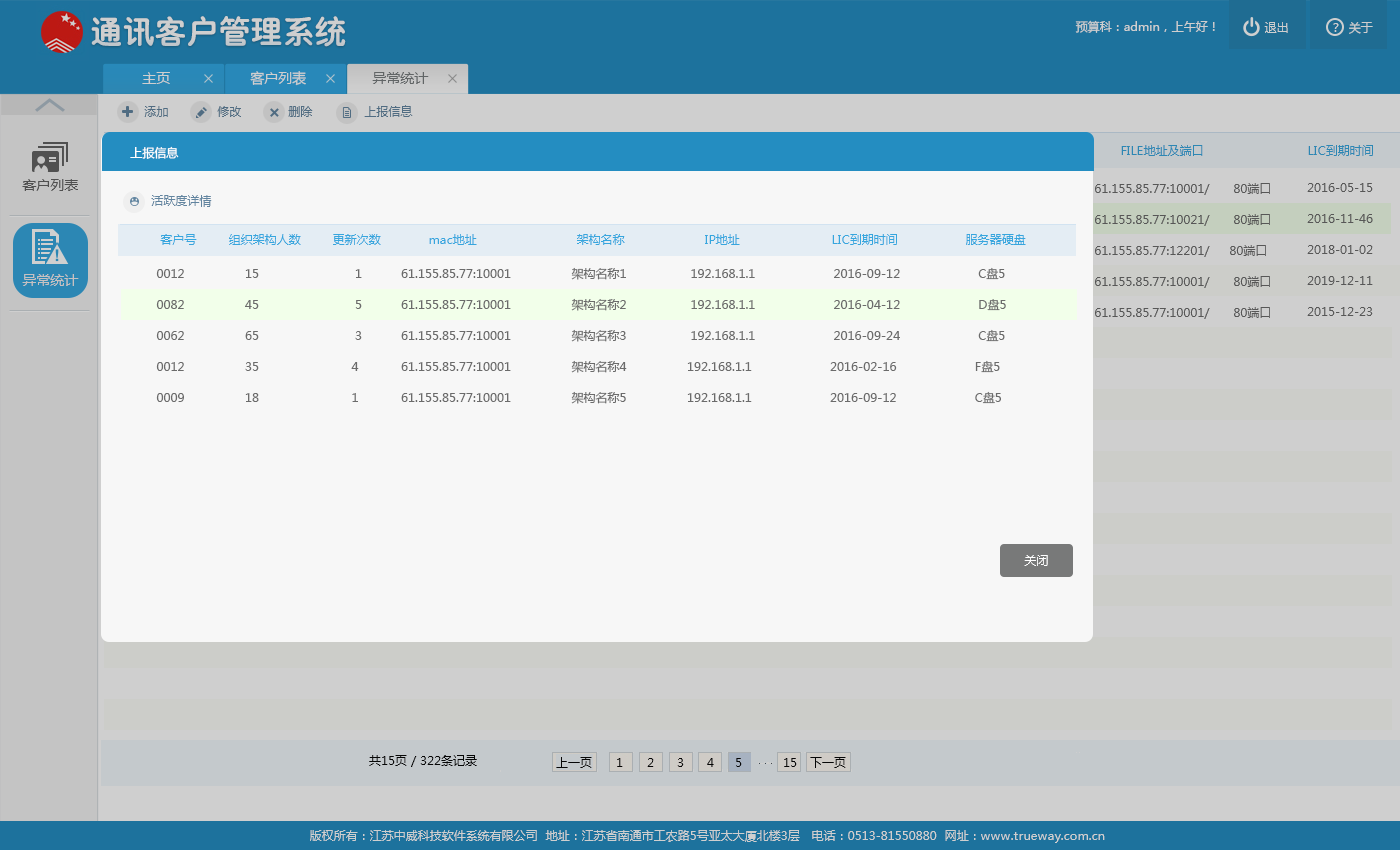 通讯客户管理系统
预算科：admin，上午好！ 退出 关于
主页 客户列表 异常统计
添加 修改 删除 上报信息
客户列表
异常统计
上报信息
FILE地址及端口 LIC到期时间
61.155.85.77:10001/ 80端口 2016-05-15
61.155.85.77:10021/ 80端口 2016-11-46
61.155.85.77:12201/ 80端口 2018-01-02
61.155.85.77:10001/ 80端口 2019-12-11
61.155.85.77:10001/ 80端口 2015-12-23
活跃度详情
客户号 组织架构人数 更新次数 mac地址 架构名称 IP地址 LIC到期时间 服务器硬盘
0012 15 1 61.155.85.77:10001 架构名称1 192.168.1.1 2016-09-12 C盘5
0082 45 5 61.155.85.77:10001 架构名称2 192.168.1.1 2016-04-12 D盘5
0062 65 3 61.155.85.77:10001 架构名称3 192.168.1.1 2016-09-24 C盘5
0012 35 4 61.155.85.77:10001 架构名称4 192.168.1.1 2016-02-16 F盘5
0009 18 1 61.155.85.77:10001 架构名称5 192.168.1.1 2016-09-12 C盘5
关闭
共15页 / 322条记录 上一页 1 2 3 4 5 ... 15 下一页
版权所有：江苏中威科技软件系统有限公司 地址：江苏省南通市工农路5号亚太大厦北楼3层 电话：0513-81550880 网址：www.trueway.com.cn